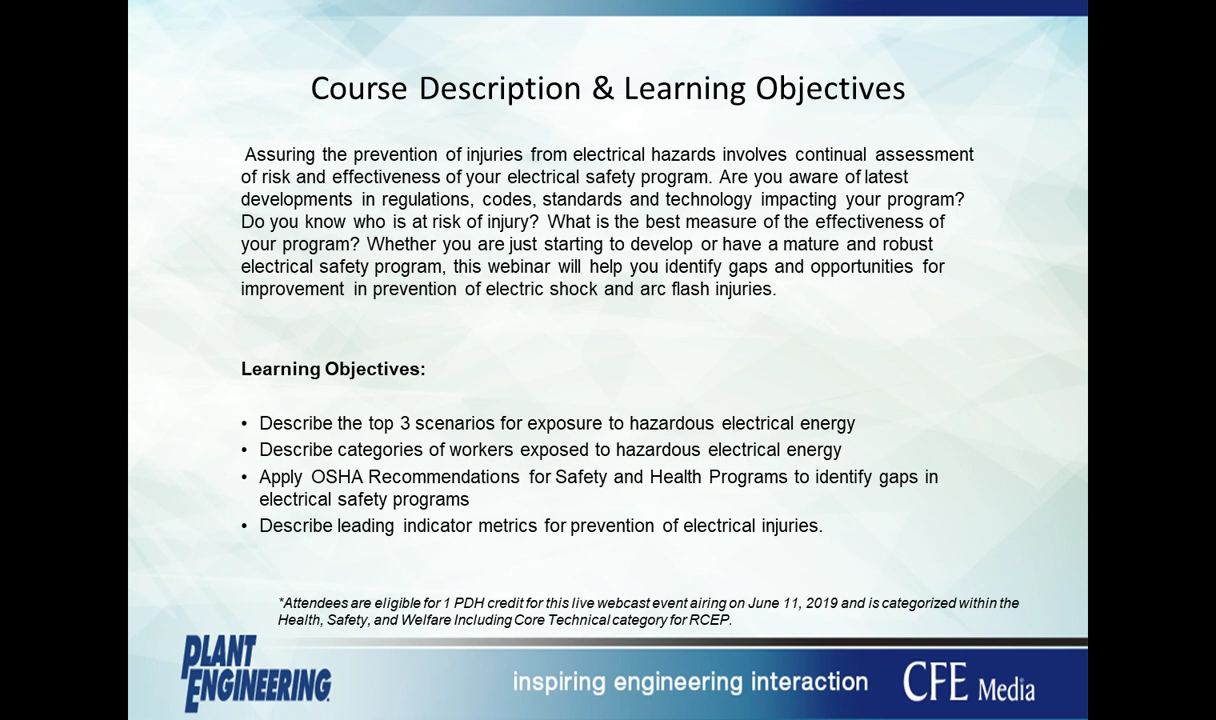 Course Description & Learning Objectives
Assuring the prevention of injuries from electrical hazards involves continual assessment
of risk and effectiveness of your electrical safety program. Are you aware of latest
developments in regulations, codes, standards and technology impacting your program?
Do you know who is at risk of injury? What is the best measure of the effectiveness of
your program? Whether you are just starting to develop or have a mature and robust
electrical safety program, this webinar will help you identify gaps and opportunities for
improvement in prevention of electric shock and arc flash injuries.
Learning Objectives:
• Describe the top 3 scenarios for exposure to hazardous electrical energy
• Describe categories of workers exposed to hazardous electrical energy
• Apply OSHA Recommendations for Safety and Health Programs to identify gaps in
electrical safety programs
• Describe leading indicator metrics for prevention of electrical injuries.
*Attendees are eligible for 1 PDH credit for this live webcast event airing on June 11, 2019 and is categorized within the
Health, Safety, and Welfare Including Core Technical category for RCEP.
PLANT
ENGINEERING
inspiring engineering interaction
CFE Media